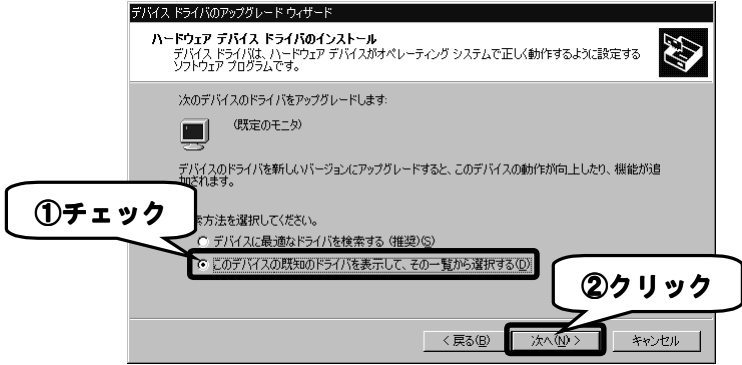 デバイス ドライバのアップグレード ウィザード
ハードウェア デバイス ドライバのインストール
デバイス ドライバは、ハードウェア デバイスがオペレーティング システムで正しく動作するように設定する
ソフトウェア プログラムです。
次のデバイスのドライバをアップグレードします:
(既定のモニタ)
デバイスのドライバを新しいバージョンにアップグレードすると、このデバイスの動作が向上したり、機能が追
加されます。
①チェック
索方法を選択してください。
デバイスに最適なドライバを検索する (推奨)(S)
このデバイスの既知のドライバを表示して、その一覧から選択する(D)
②クリック
< 戻る(B)
次へ(N) >
キャンセル